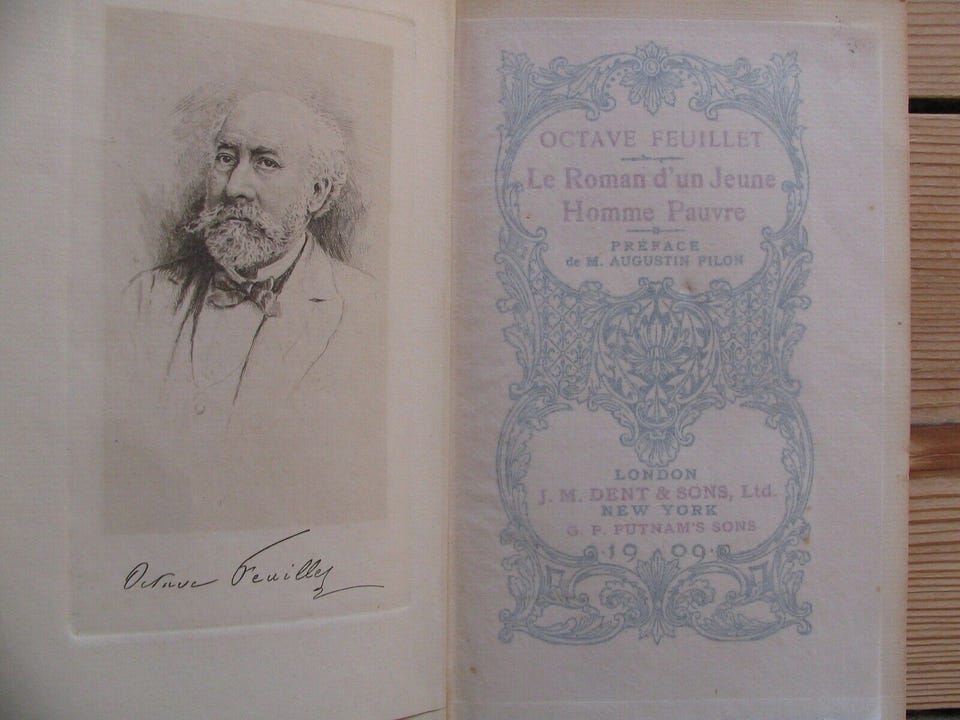 Octave Feuillet
OCTAVE FEUILLET
Le Roman d'un Jeune
Homme Pauvre
PRÉFACE
de M. AUGUSTIN FILON
LONDON
J. M. DENT & SONS, Ltd.
NEW YORK
G. P. PUTNAM'S SONS
·1909·